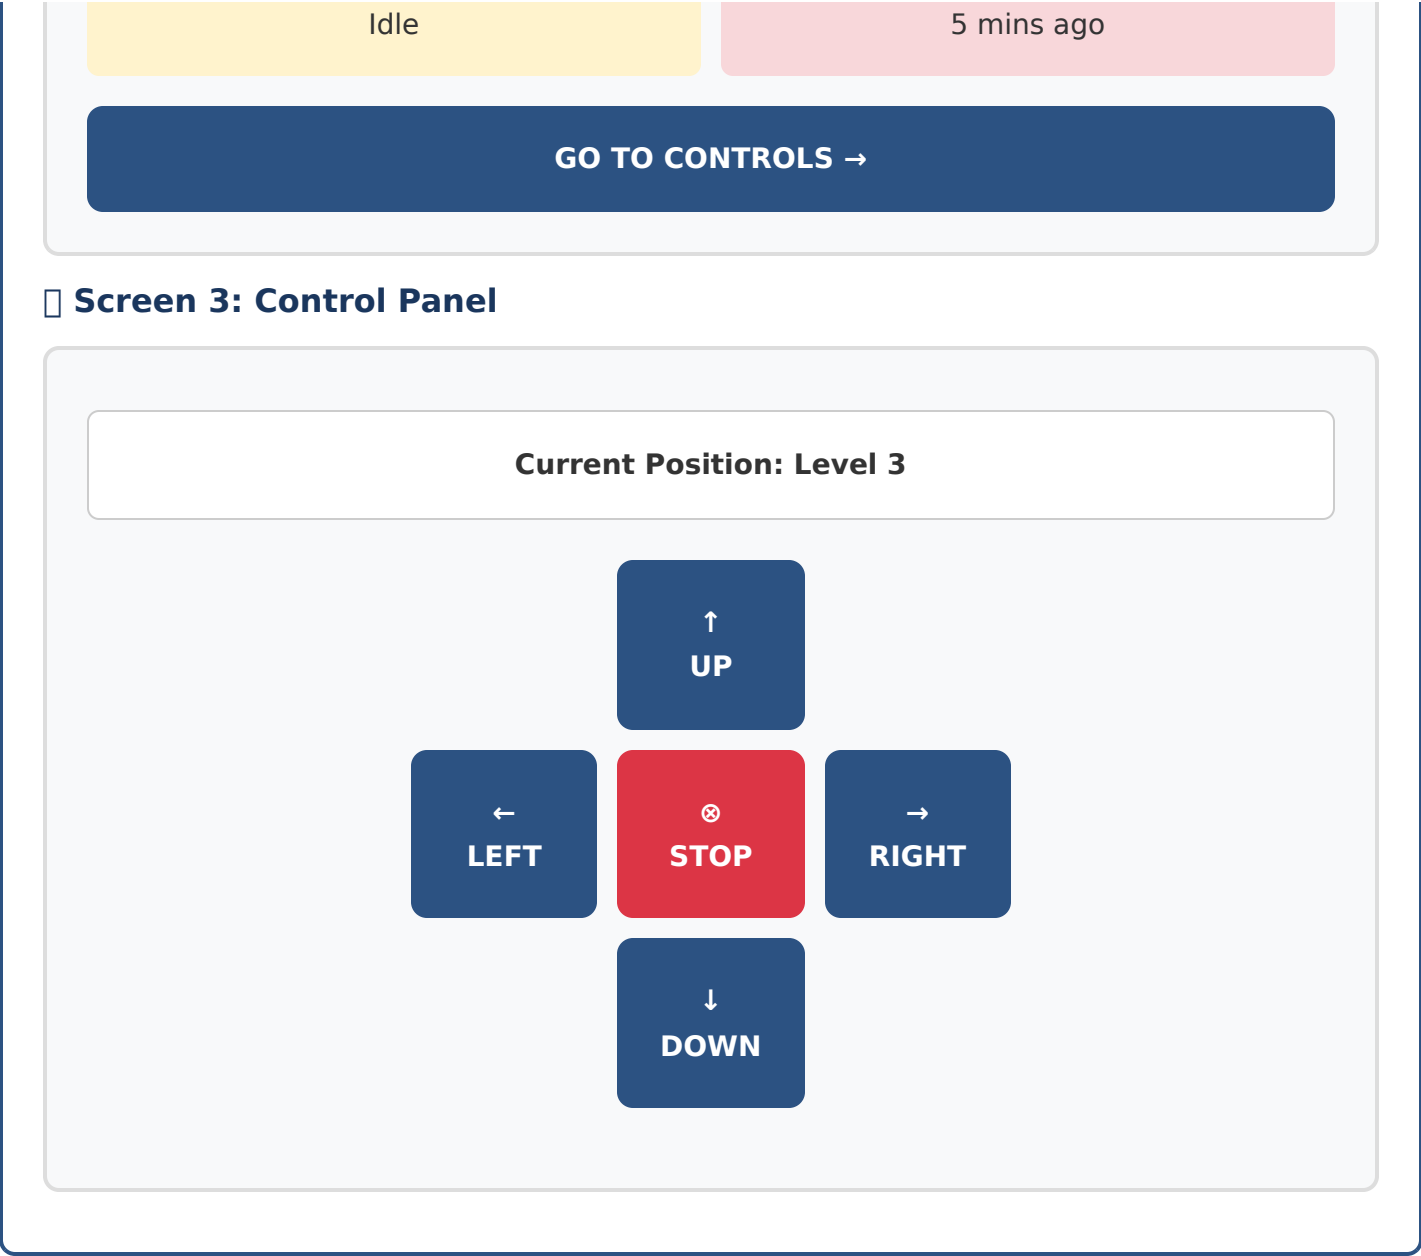 Idle
5 mins ago
GO TO CONTROLS →
Screen 3: Control Panel
Current Position: Level 3
↑
UP
←
LEFT
⊗
STOP
→
RIGHT
↓
DOWN